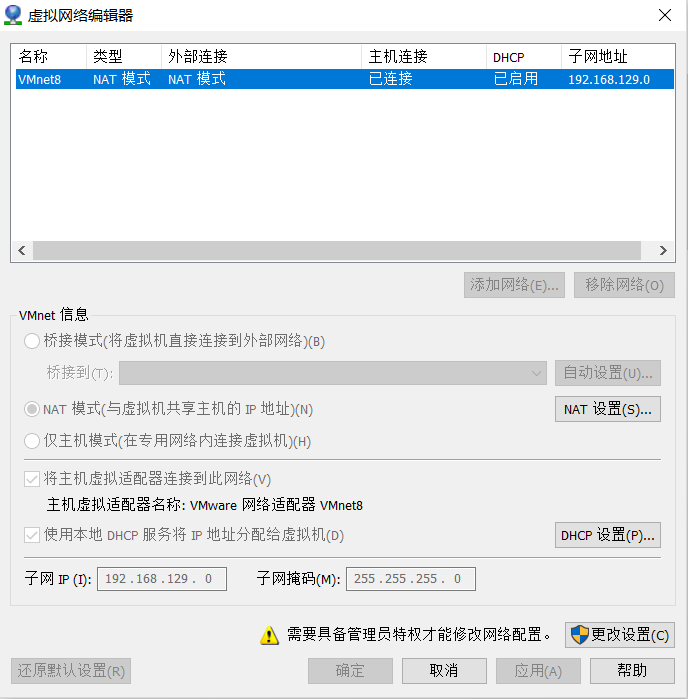 虚拟网络编辑器
名称 类型 外部连接 主机连接 DHCP 子网地址
VMnet8 NAT 模式 NAT 模式 已连接 已启用 192.168.129.0
添加网络(E)... 移除网络(O)
VMnet 信息
桥接模式(将虚拟机直接连接到外部网络)(B)
桥接到(T): 自动设置(U)...
NAT 模式(与虚拟机共享主机的 IP 地址)(N) NAT 设置(S)...
仅主机模式(在专用网络内连接虚拟机)(H)
将主机虚拟适配器连接到此网络(V)
主机虚拟适配器名称: VMware 网络适配器 VMnet8
使用本地 DHCP 服务将 IP 地址分配给虚拟机(D) DHCP 设置(P)...
子网 IP (I): 192.168.129. 0 子网掩码(M): 255.255.255. 0
需要具备管理员特权才能修改网络配置。 更改设置(C)
还原默认设置(R) 确定 取消 应用(A) 帮助